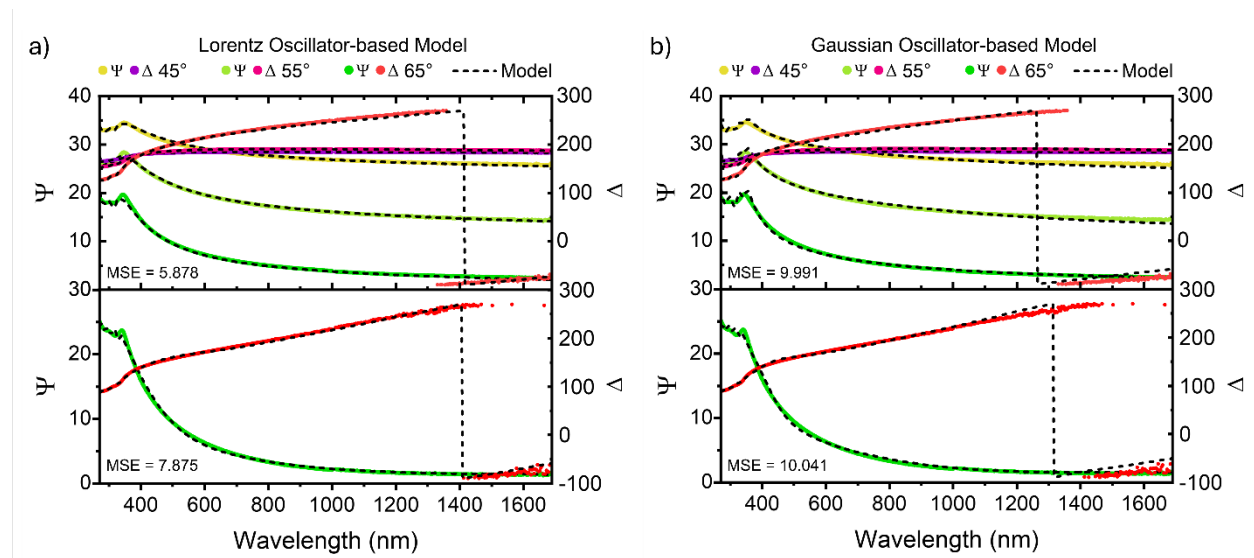 a)
Lorentz Oscillator-based Model
Ψ Δ 45° Ψ Δ 55° Ψ Δ 65° Model
40
30
20
10
30
Ψ
300
200
100
0
300
Δ
MSE = 5.878
30
20
10
0
Ψ
200
100
0
-100
Δ
MSE = 7.875
400 600 800 1000 1200 1400 1600
Wavelength (nm)
b)
Gaussian Oscillator-based Model
Ψ Δ 45° Ψ Δ 55° Ψ Δ 65° Model
40
30
20
10
30
Ψ
300
200
100
0
300
Δ
MSE = 9.991
20
10
0
Ψ
200
100
0
-100
Δ
MSE = 10.041
400 600 800 1000 1200 1400 1600
Wavelength (nm)